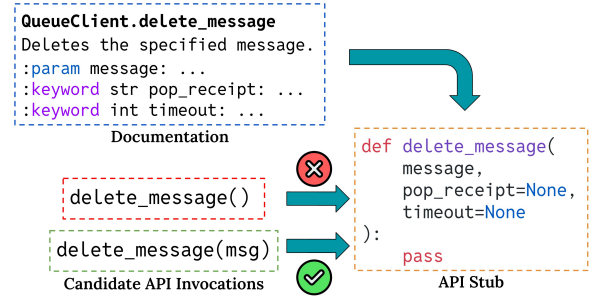 QueueClient.delete_message
Deletes the specified message.
:param message: ...
:keyword str pop_receipt: ...
:keyword int timeout: ...
Documentation
delete_message()
delete_message(msg)
Candidate API Invocations
def delete_message(
message,
pop_receipt=None,
timeout=None
):
pass
API Stub